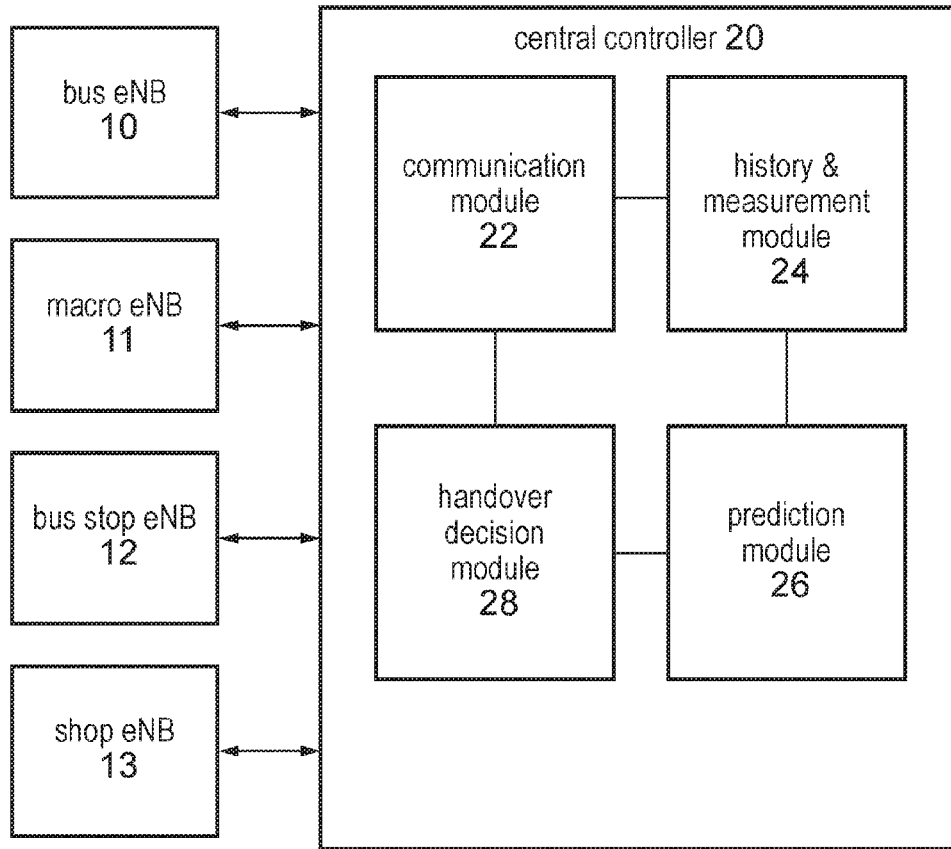 central controller 20
bus eNB
10
macro eNB
11
bus stop eNB
12
shop eNB
13
communication
module
22
history &
measurement
module
24
handover
decision
module
28
prediction
module
26